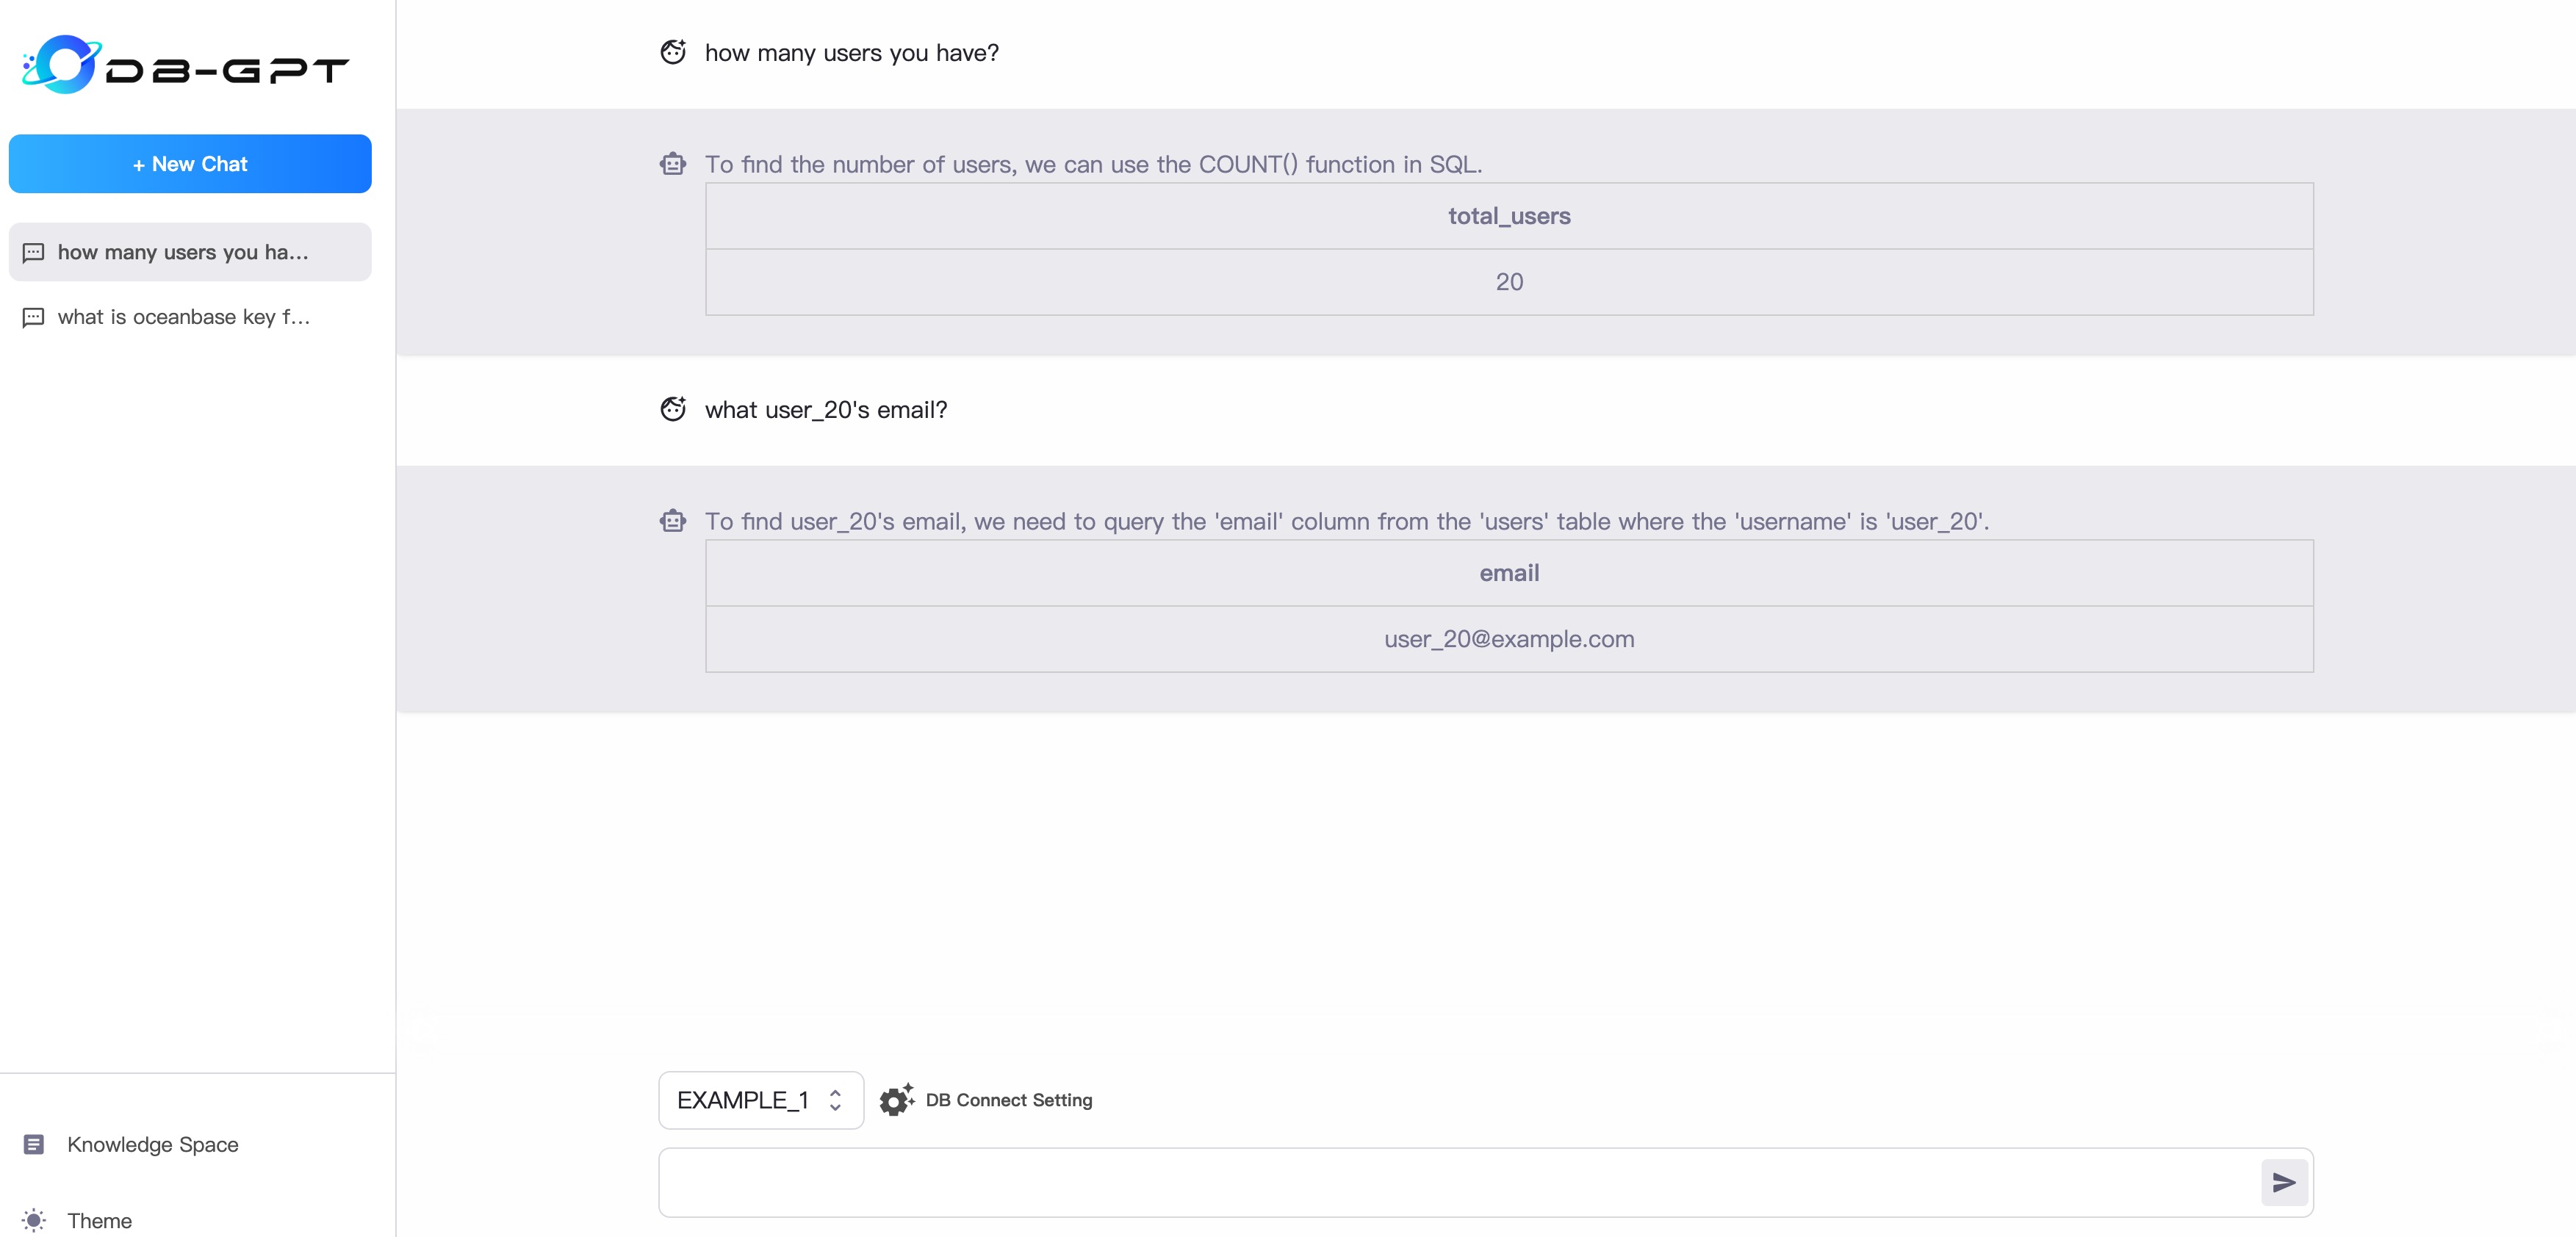 DB-GPT
+ New Chat
how many users you ha...
what is oceanbase key f...
Knowledge Space
Theme
how many users you have?
To find the number of users, we can use the COUNT() function in SQL.
total_users
20
what user_20's email?
To find user_20's email, we need to query the 'email' column from the 'users' table where the 'username' is 'user_20'.
email
user_20@example.com
EXAMPLE_1
DB Connect Setting